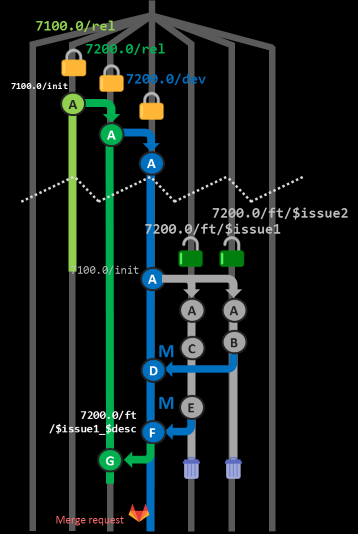 7100.0/rel
7200.0/rel
7200.0/dev
7100.0/init
A
A
A
7200.0/ft/$issue2
7200.0/ft/$issue1
100.0/init
A
A
A
C
B
M
D
M
E
7200.0/ft
/$issue1_$desc
F
G
Merge request